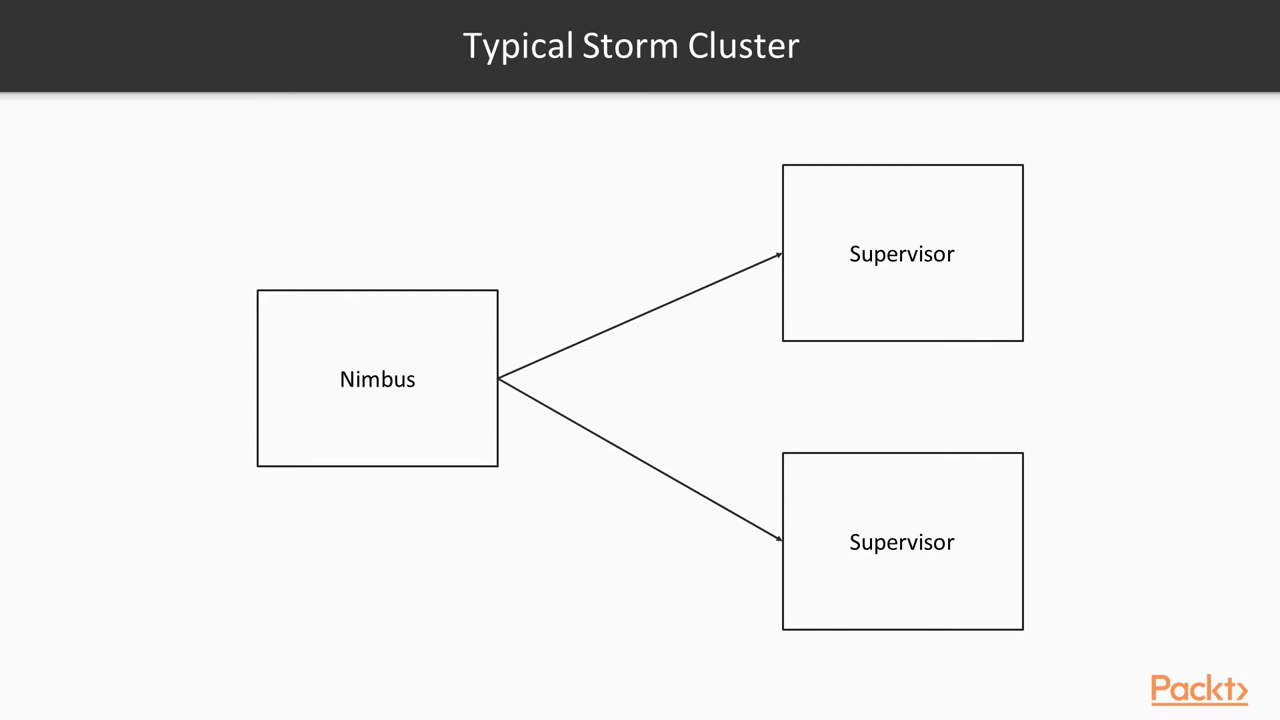 Typical Storm Cluster
Supervisor
Nimbus
Supervisor
Packt>